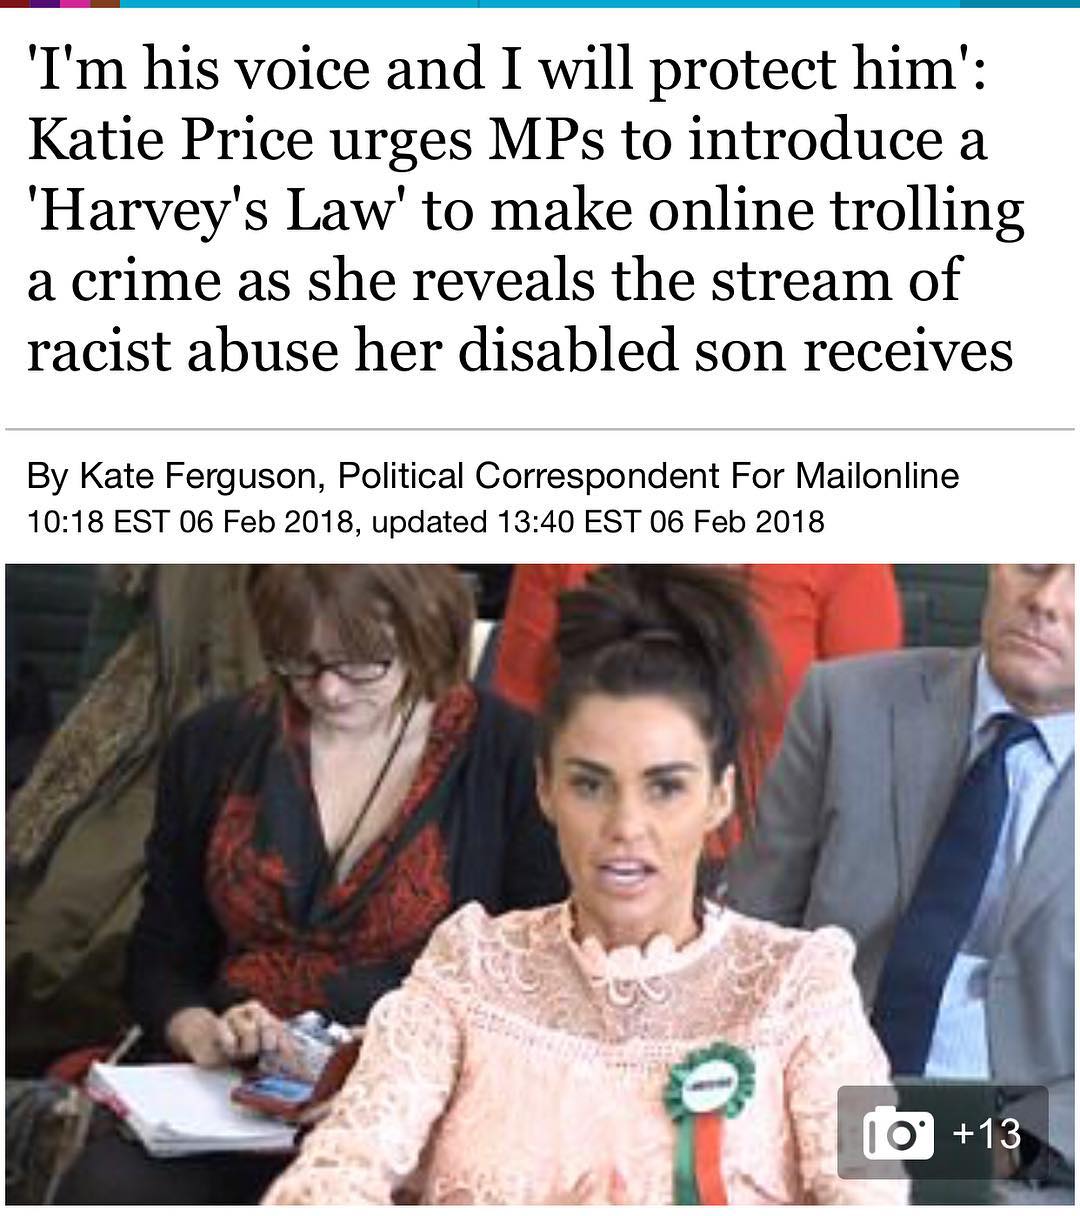 'I'm his voice and I will protect him':
Katie Price urges MPs to introduce a
'Harvey's Law' to make online trolling
a crime as she reveals the stream of
racist abuse her disabled son receives
By Kate Ferguson, Political Correspondent For Mailonline
10:18 EST 06 Feb 2018, updated 13:40 EST 06 Feb 2018
+13